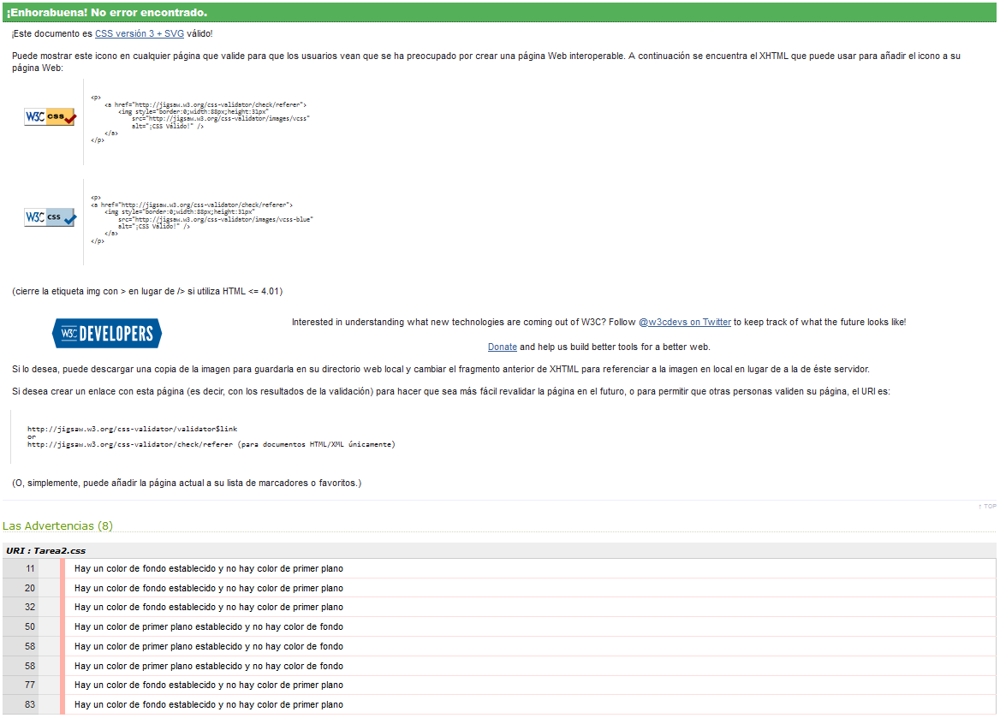 ¡Enhorabuena! No error encontrado.
¡Este documento es CSS versión 3 + SVG válido!
Puede mostrar este icono en cualquier página que valide para que los usuarios vean que se ha preocupado por crear una página Web interoperable. A continuación se encuentra el XHTML que puede usar para añadir el icono a su
página Web:
W3C css
<p>
<a href="http://jigsaw.w3.org/css-validator/check/referer">
<img style="border:0;width:88px;height:31px"
src="http://jigsaw.w3.org/css-validator/images/vcss"
alt="¡CSS Válido!" />
</a>
</p>
W3C css
<p>
<a href="http://jigsaw.w3.org/css-validator/check/referer">
<img style="border:0;width:88px;height:31px"
src="http://jigsaw.w3.org/css-validator/images/vcss-blue"
alt="¡CSS Válido!" />
</a>
</p>
(cierre la etiqueta img con > en lugar de /> si utiliza HTML <= 4.01)
W3C DEVELOPERS
Interested in understanding what new technologies are coming out of W3C? Follow @w3cdevs on Twitter to keep track of what the future looks like!
Donate and help us build better tools for a better web.
Si lo desea, puede descargar una copia de la imagen para guardarla en su directorio web local y cambiar el fragmento anterior de XHTML para referenciar a la imagen en local en lugar de a la de éste servidor.
Si desea crear un enlace con esta página (es decir, con los resultados de la validación) para hacer que sea más fácil revalidar la página en el futuro, o para permitir que otras personas validen su página, el URI es:
http://jigsaw.w3.org/css-validator/validator$link
or
http://jigsaw.w3.org/css-validator/check/referer (para documentos HTML/XML únicamente)
(O, simplemente, puede añadir la página actual a su lista de marcadores o favoritos.)
↑ TOP
Las Advertencias (8)
URI : Tarea2.css
11 Hay un color de fondo establecido y no hay color de primer plano
20 Hay un color de fondo establecido y no hay color de primer plano
32 Hay un color de fondo establecido y no hay color de primer plano
50 Hay un color de primer plano establecido y no hay color de fondo
58 Hay un color de primer plano establecido y no hay color de fondo
58 Hay un color de primer plano establecido y no hay color de fondo
77 Hay un color de fondo establecido y no hay color de primer plano
83 Hay un color de fondo establecido y no hay color de primer plano